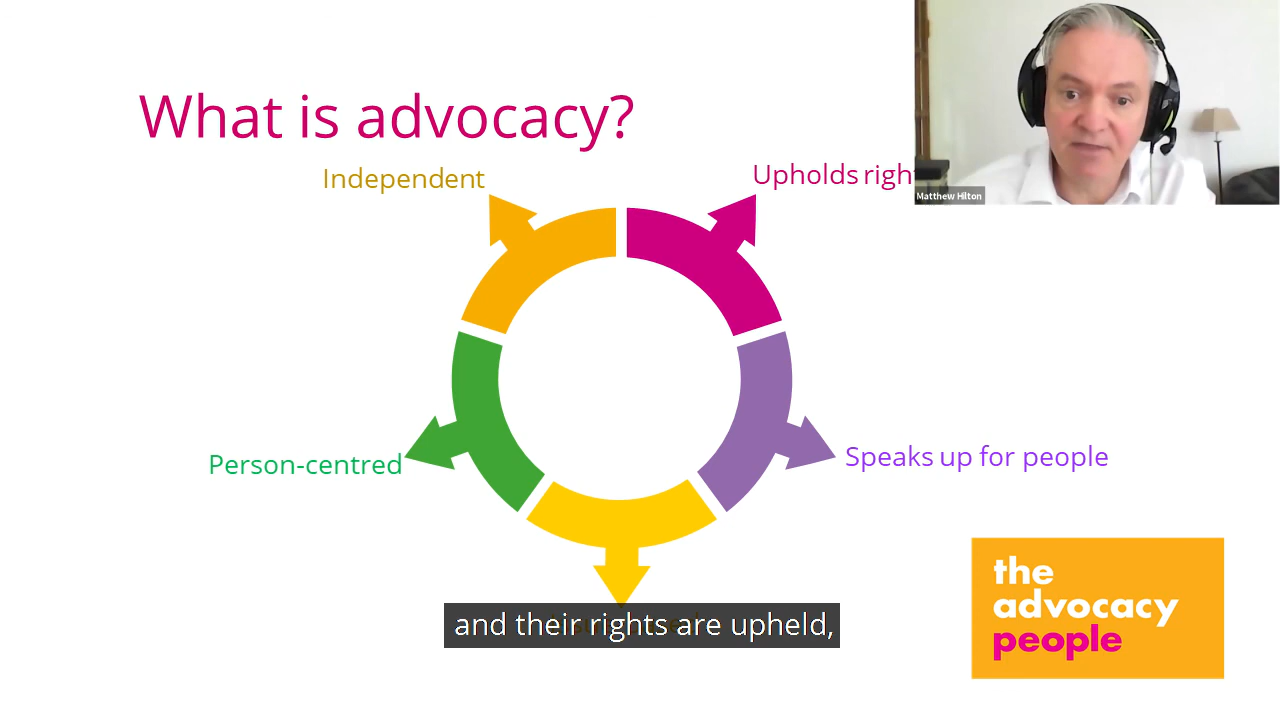 What is advocacy?
Independent
Upholds right
Matthew Hilton
Person-centred
Speaks up for people
and their rights are upheld,
the
advocacy
people